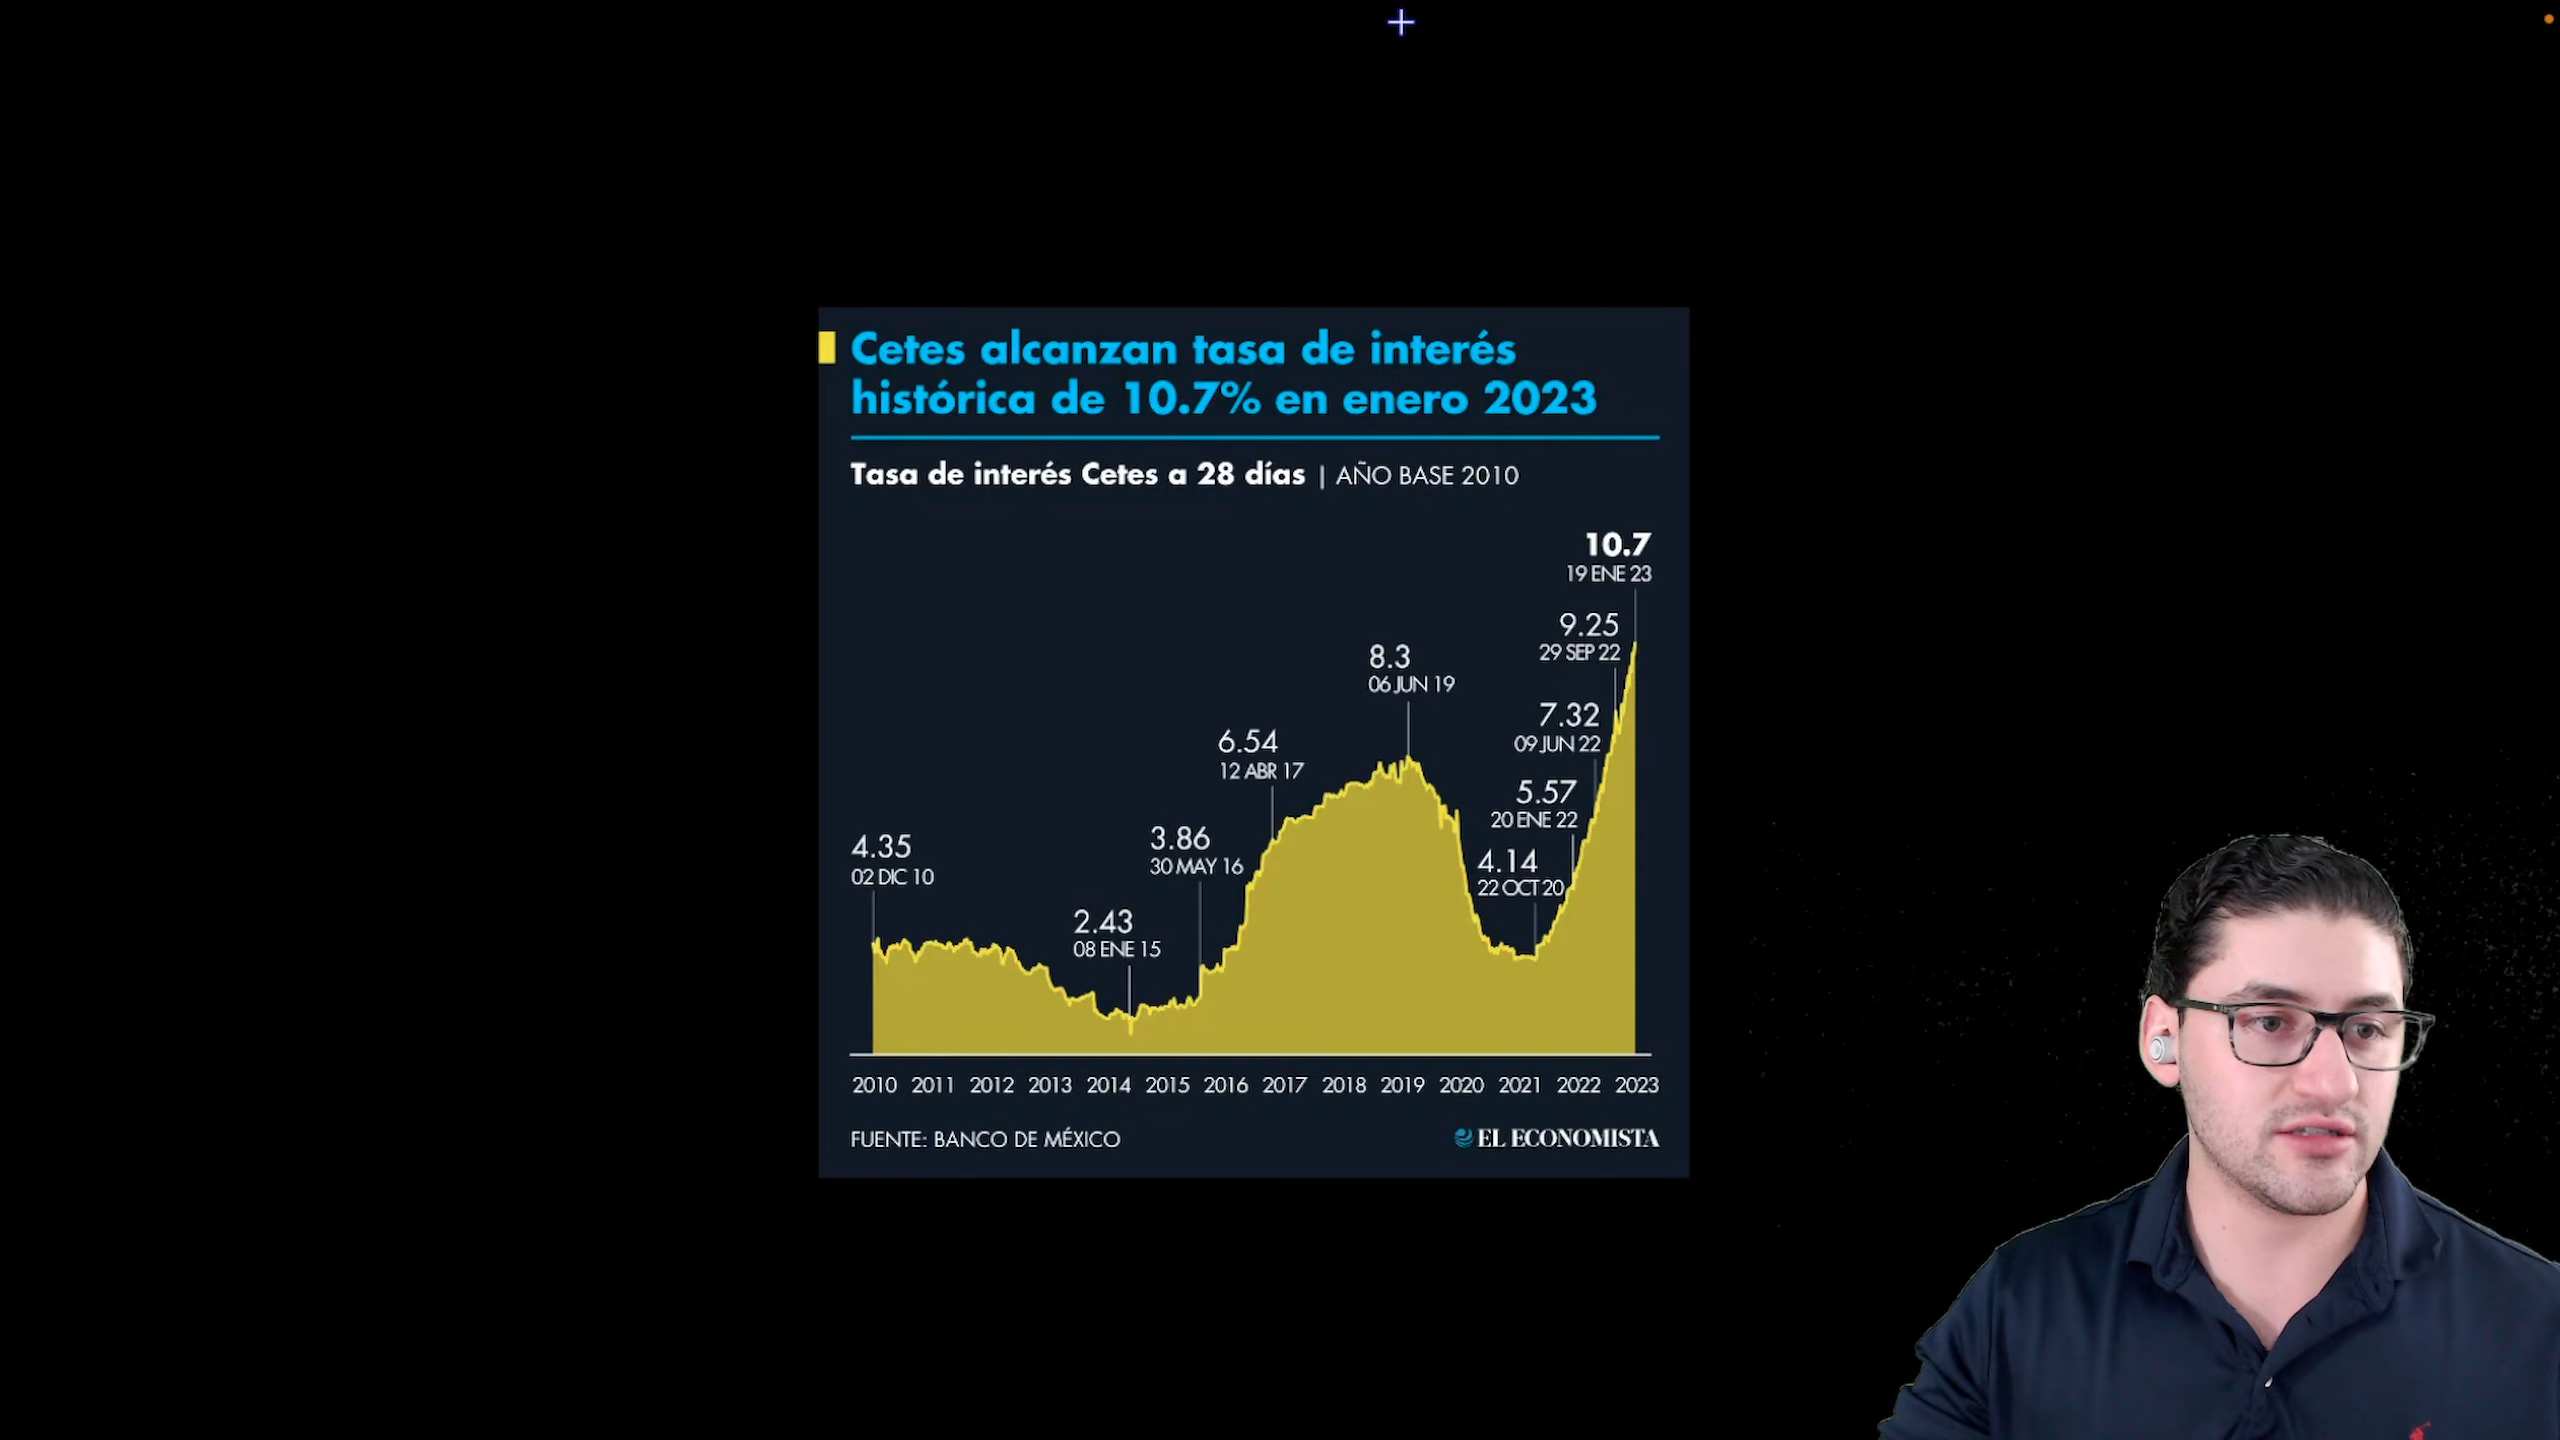 Cetes alcanzan tasa de interés
histórica de 10.7% en enero 2023
Tasa de interés Cetes a 28 días | AÑO BASE 2010
10.7
19 ENE 23
9.25
29 SEP 22
8.3
06 JUN 19
7.32
09 JUN 22
6.54
12 ABR 17
5.57
20 ENE 22
3.86
30 MAY 16
4.35
02 DIC 10
4.14
22 OCT 20
2.43
08 ENE 15
2010 2011 2012 2013 2014 2015 2016 2017 2018 2019 2020 2021 2022 2023
FUENTE: BANCO DE MÉXICO
EL ECONOMISTA